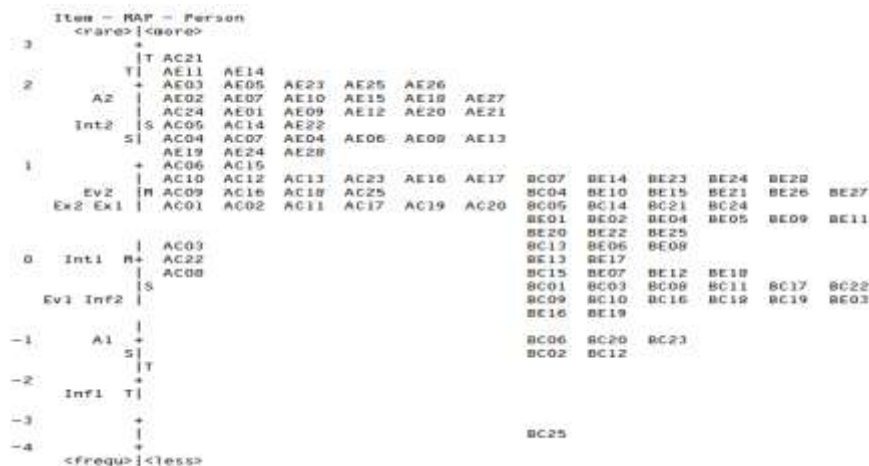 Item - MAP - Person
<rare>|<more>
3 +
|T AC21
T| AE11 AE14
2 + AE03 AE05 AE23 AE25 AE26
A2 | AE02 AE07 AE10 AE15 AE18 AE27
| AC24 AE01 AE09 AE12 AE20 AE21
Int2 |S AC05 AC14 AE22
S| AC04 AC07 AE04 AE06 AE08 AE13
AE19 AE24 AE28
1 + AC06 AC15
| AC10 AC12 AC13 AC23 AE16 AE17 BC07 BE14 BE23 BE24 BE28
Ev2 |M AC09 AC16 AC18 AC25 BC04 BE10 BE15 BE21 BE26 BE27
Ex2 Ex1 | AC01 AC02 AC11 AC17 AC19 AC20 BC05 BC14 BC21 BC24
BE01 BE02 BE04 BE05 BE09 BE11
BE20 BE22 BE25
| AC03 BC13 BE06 BE08
0 Int1 M+ AC22 BE13 BE17
| AC08 BC15 BE07 BE12 BE18
|S BC01 BC03 BC08 BC11 BC17 BC22
Ev1 Inf2 | BC09 BC10 BC16 BC18 BC19 BE03
BE16 BE19
|
-1 A1 + BC06 BC20 BC23
S| BC02 BC12
|T
-2 +
Inf1 T|
-3 +
| BC25
-4 +
<frequ>|<less>